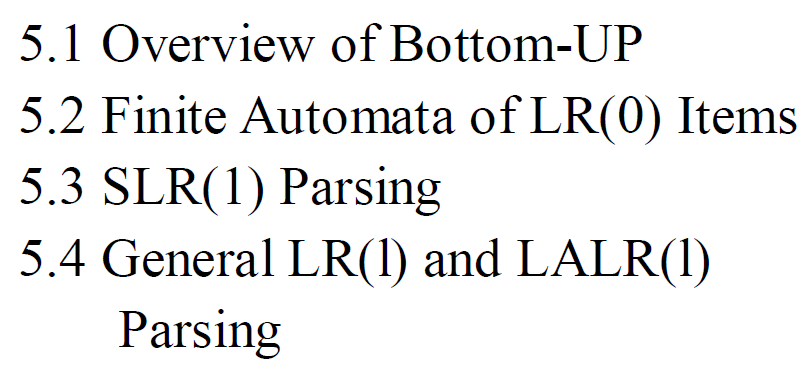 5.1 Overview of Bottom-UP
5.2 Finite Automata of LR(0) Items
5.3 SLR(1) Parsing
5.4 General LR(l) and LALR(l)
Parsing